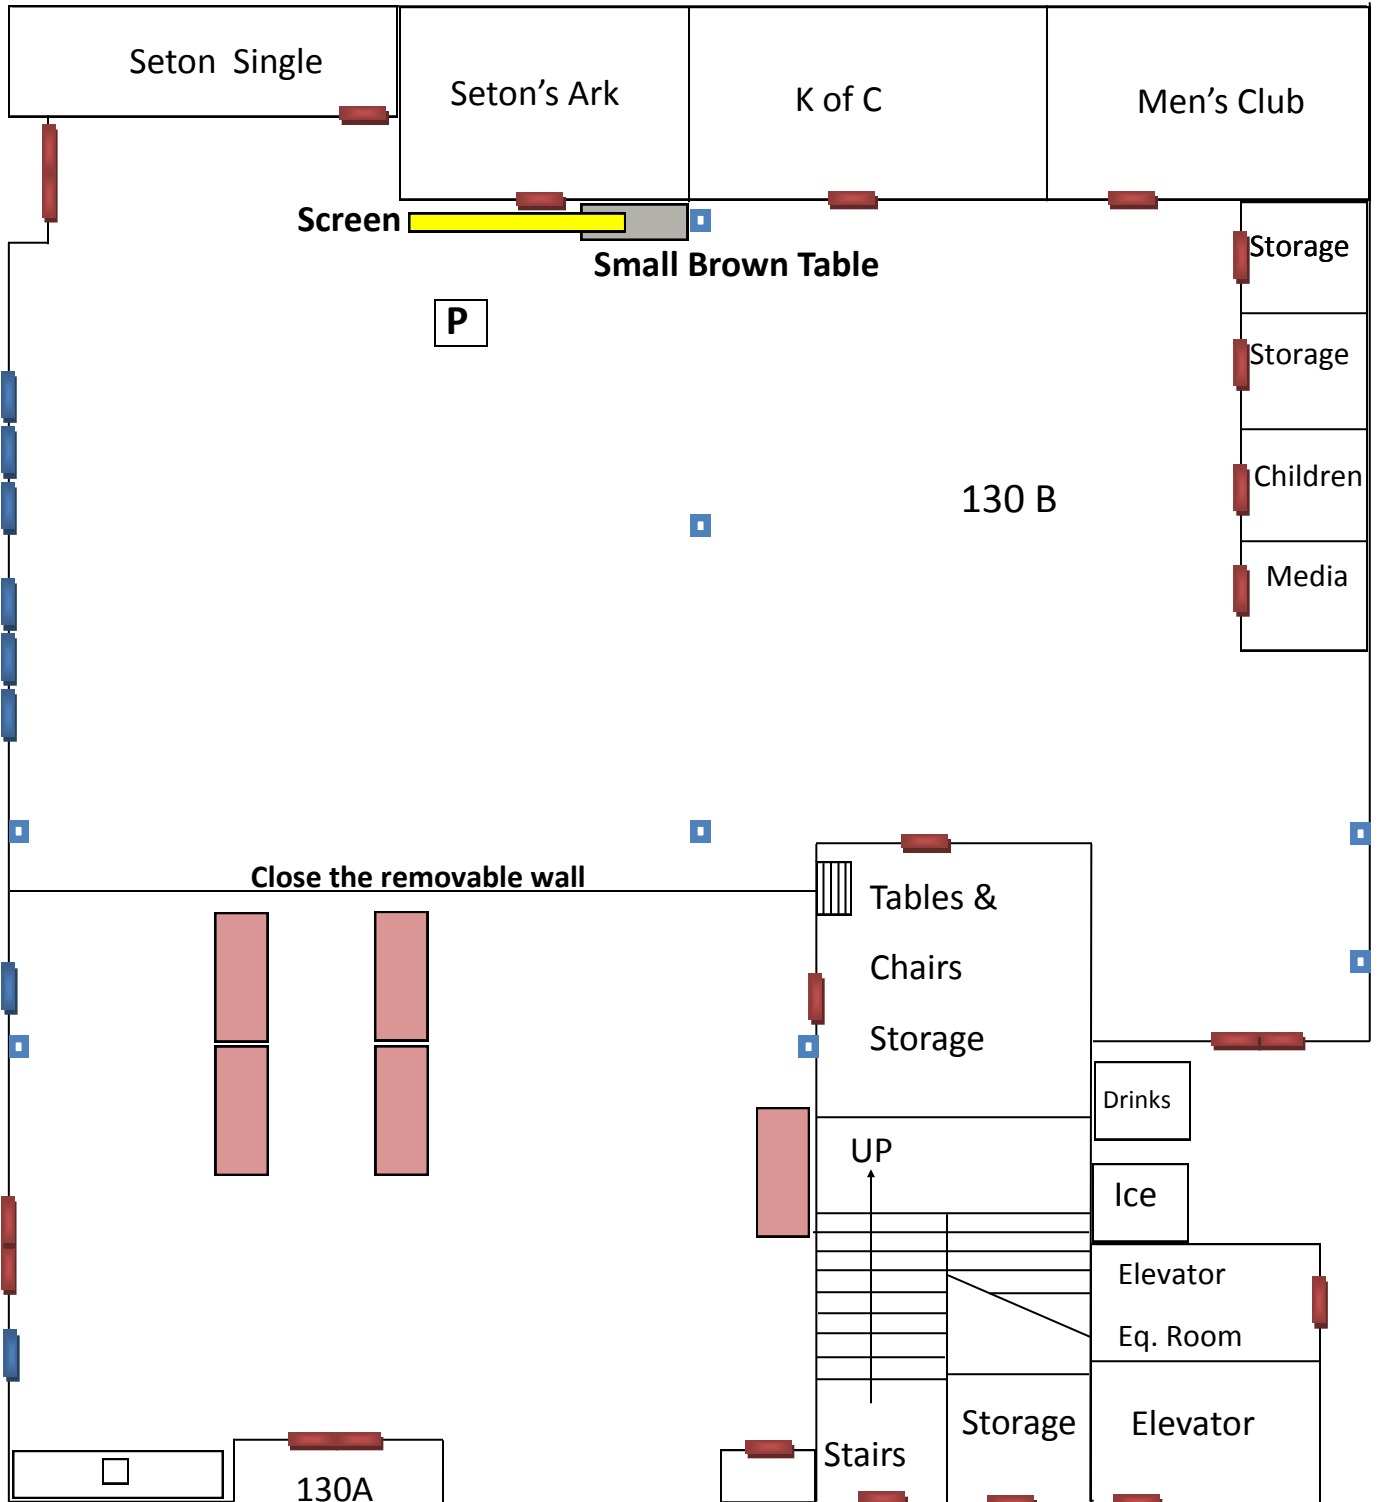 Seton  Single
Seton's Ark
K of C
Men's Club
Screen
Small Brown Table
Storage
P
Storage
Children
130 B
Media
Close the removable wall
Tables &
Chairs
Storage
Drinks
UP
Ice
Elevator
Eq. Room
Storage
Elevator
Stairs
130A